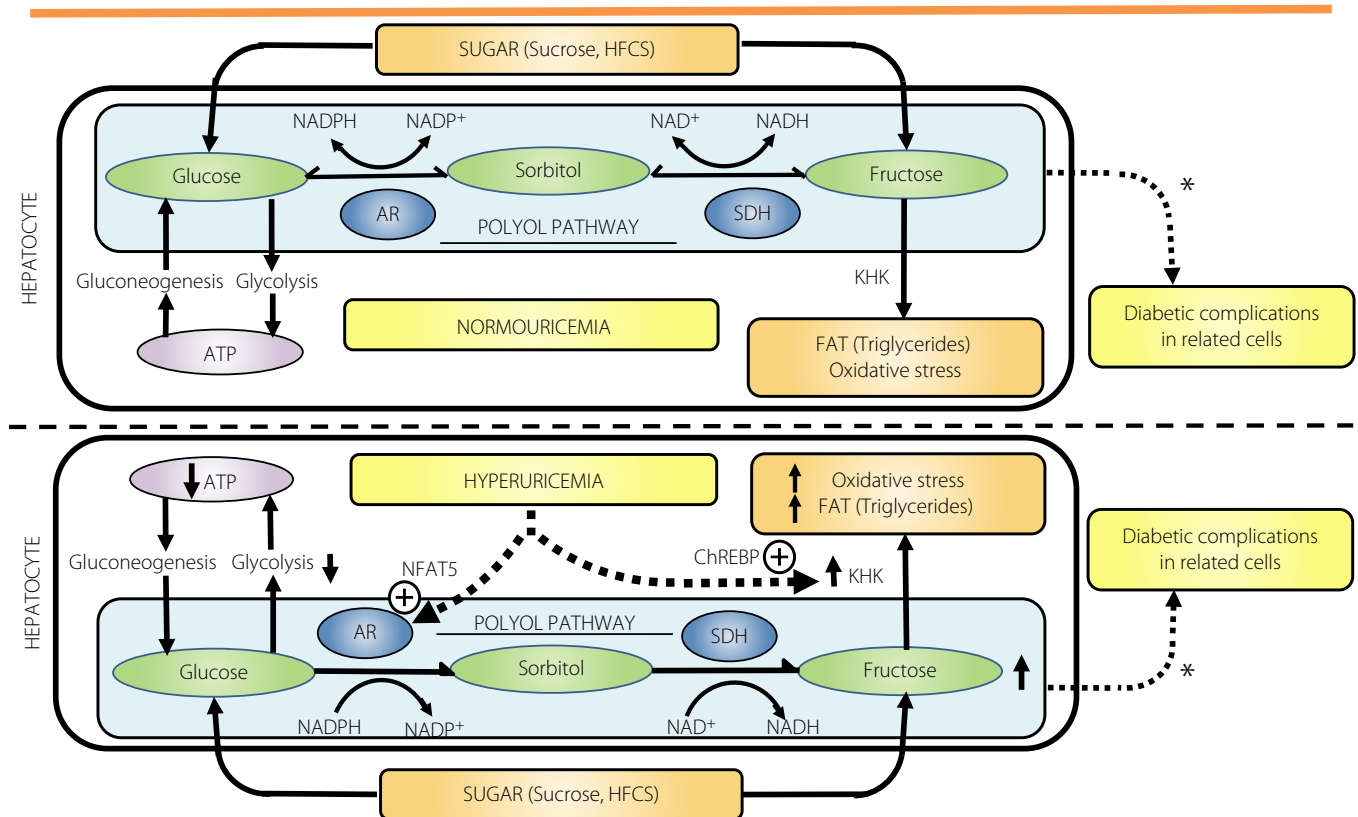 SUGAR (Sucrose, HFCS)
HEPATOCYTE
NADPH
NADP⁺
NAD⁺
NADH
Glucose
Sorbitol
Fructose
*
AR
SDH
POLYOL PATHWAY
Gluconeogenesis
Glycolysis
KHK
NORMOURICEMIA
ATP
FAT (Triglycerides)
Oxidative stress
Diabetic complications
in related cells
HEPATOCYTE
ATP
HYPERURICEMIA
Oxidative stress
FAT (Triglycerides)
Diabetic complications
in related cells
Gluconeogenesis
Glycolysis
NFAT5
ChREBP
+
KHK
+
AR
POLYOL PATHWAY
SDH
Glucose
Sorbitol
Fructose
*
NADPH
NADP⁺
NAD⁺
NADH
SUGAR (Sucrose, HFCS)